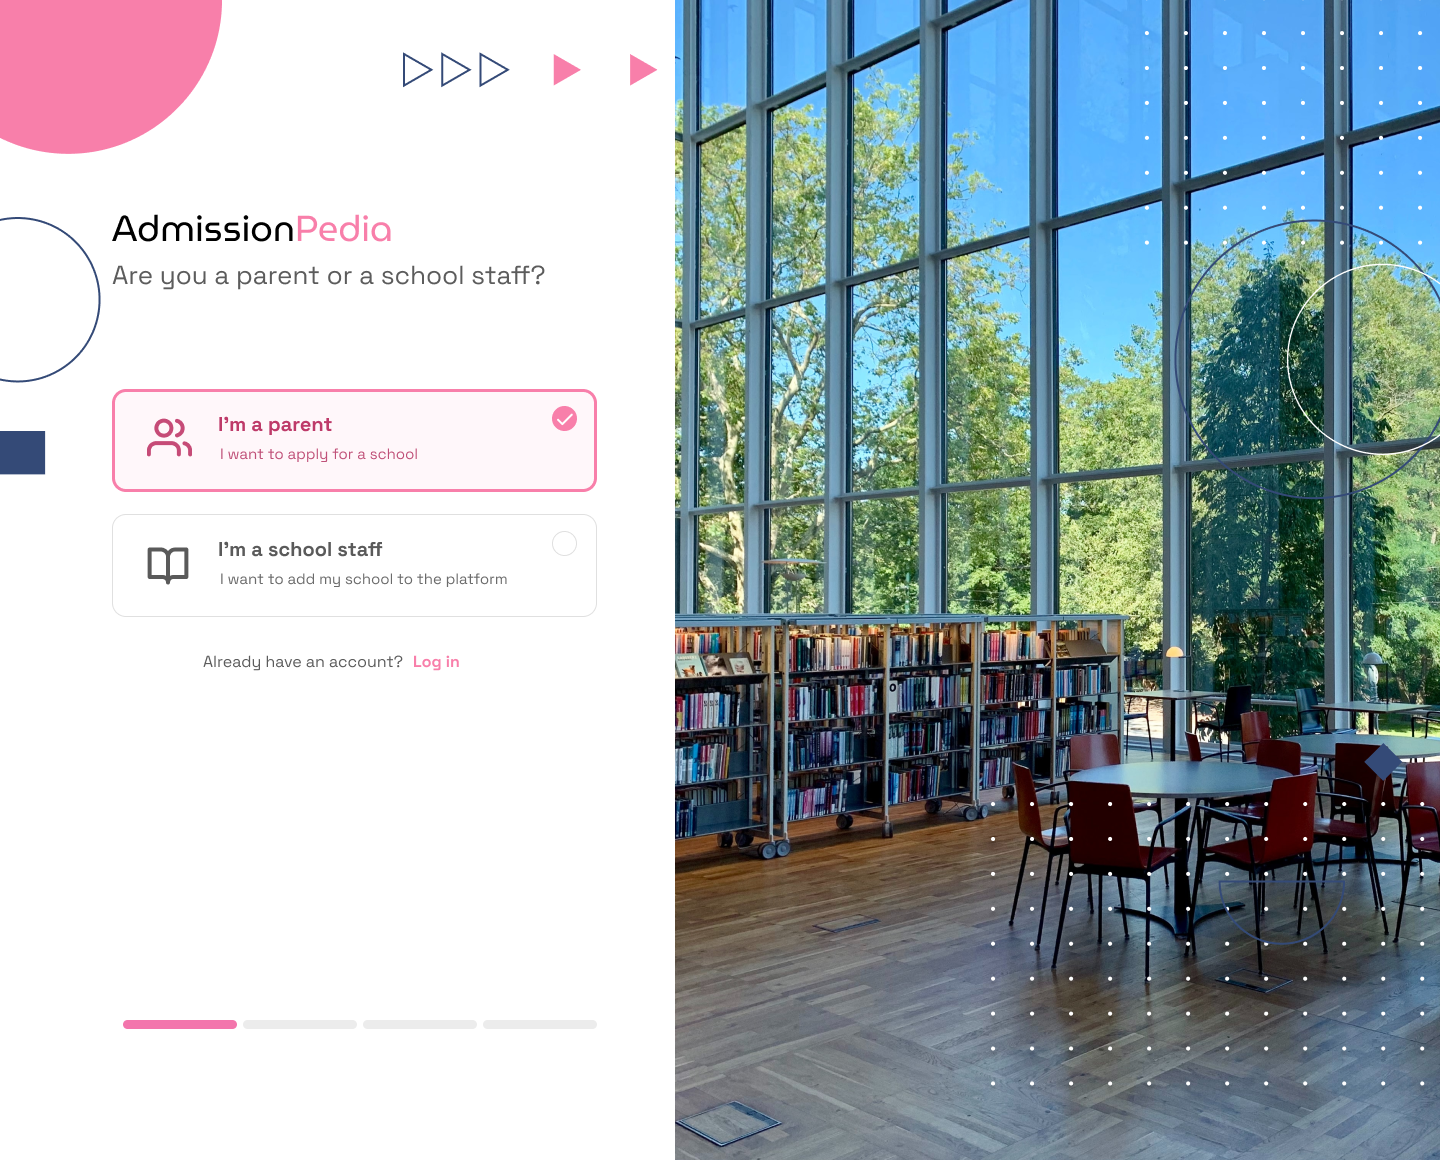 AdmissionPedia
Are you a parent or a school staff?
I'm a parent
I want to apply for a school
I'm a school staff
I want to add my school to the platform
Already have an account? Log in